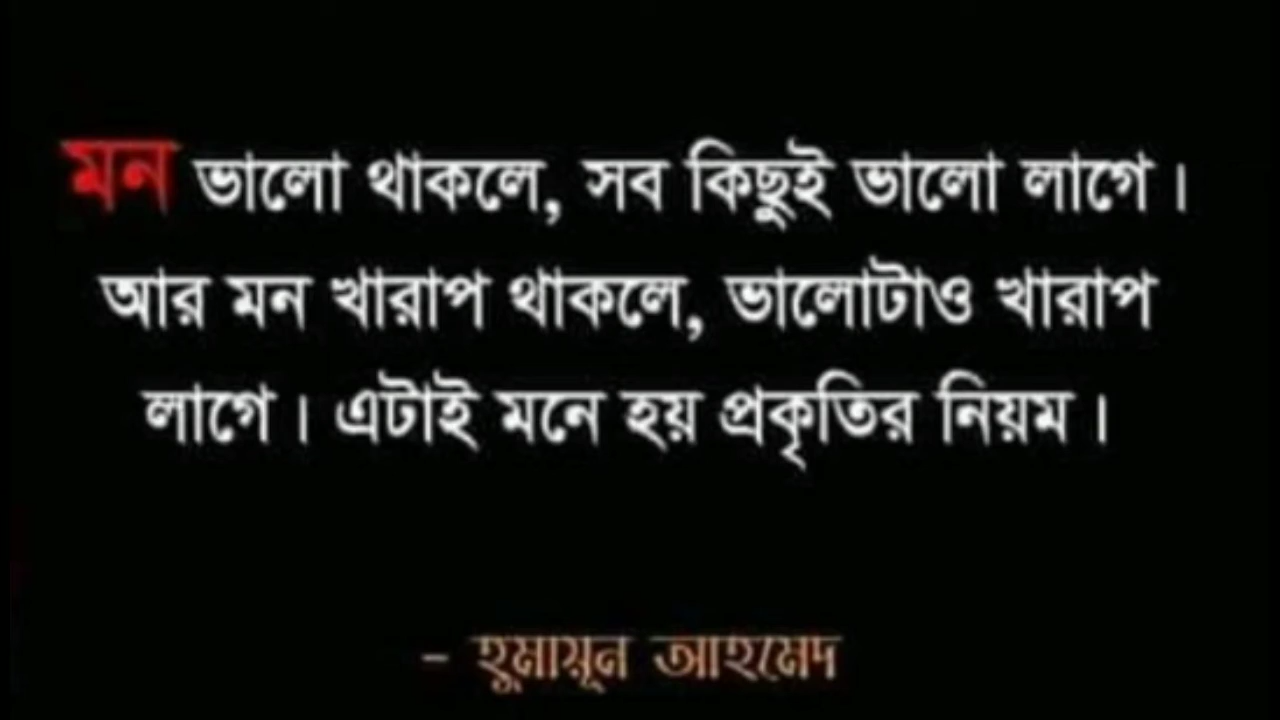 মন ভালো থাকলে, সব কিছুই ভালো লাগে।
আর মন খারাপ থাকলে, ভালোটাও খারাপ
লাগে। এটাই মনে হয় প্রকৃতির নিয়ম।
- হুমায়ূন আহমেদ